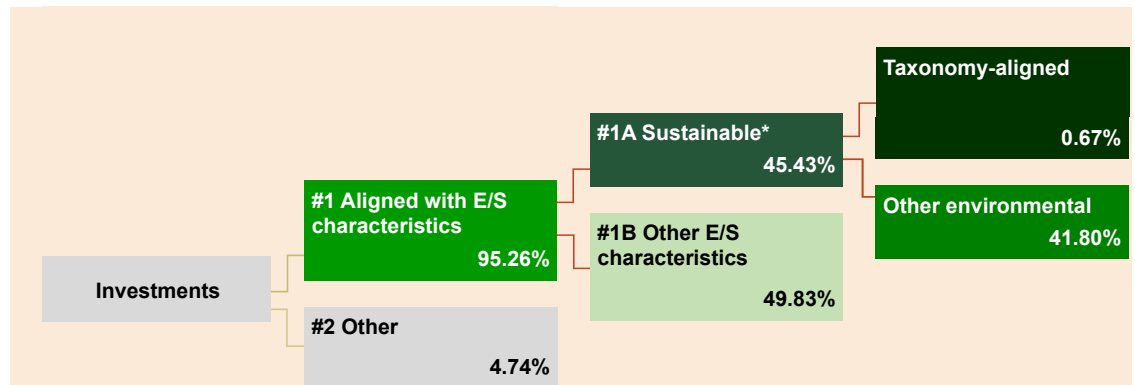 Investments
#1 Aligned with E/S
characteristics
95.26%
#2 Other
4.74%
#1A Sustainable*
45.43%
#1B Other E/S
characteristics
49.83%
Taxonomy-aligned
0.67%
Other environmental
41.80%